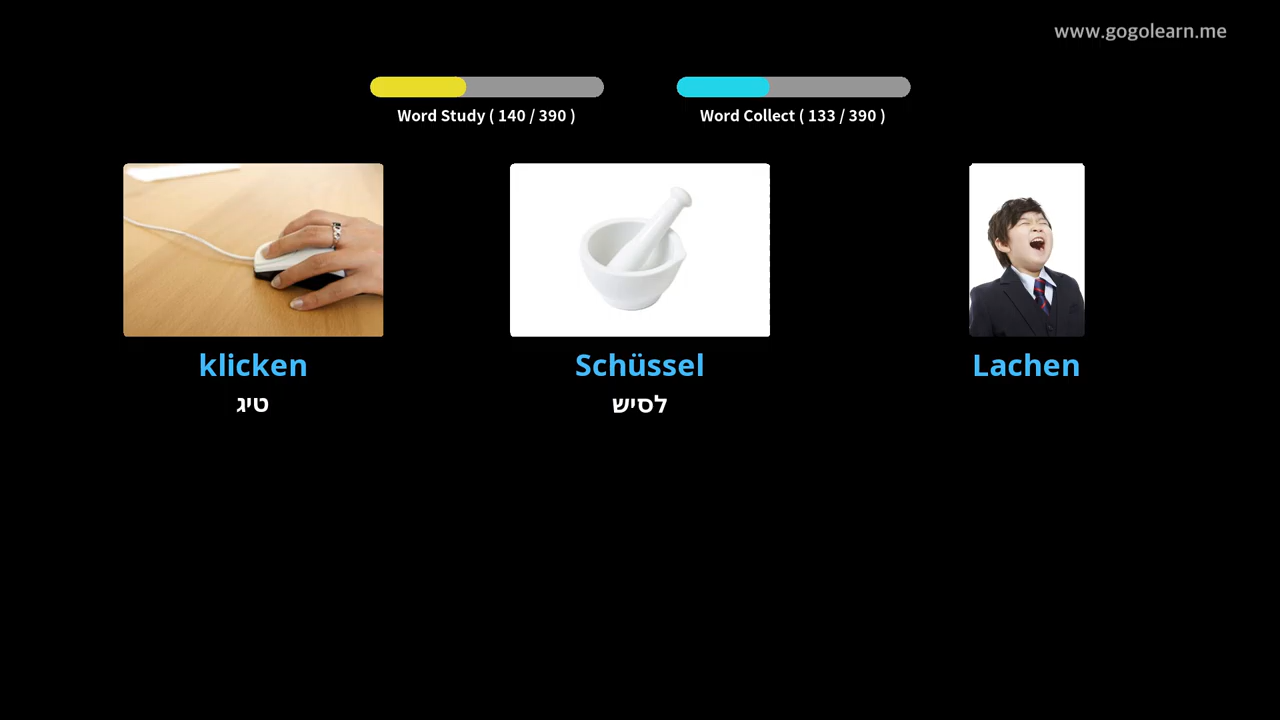 www.gogolearn.me
Word Study ( 140 / 390 )
Word Collect ( 133 / 390 )
klicken
Schüssel
Lachen
טיג
לסיש